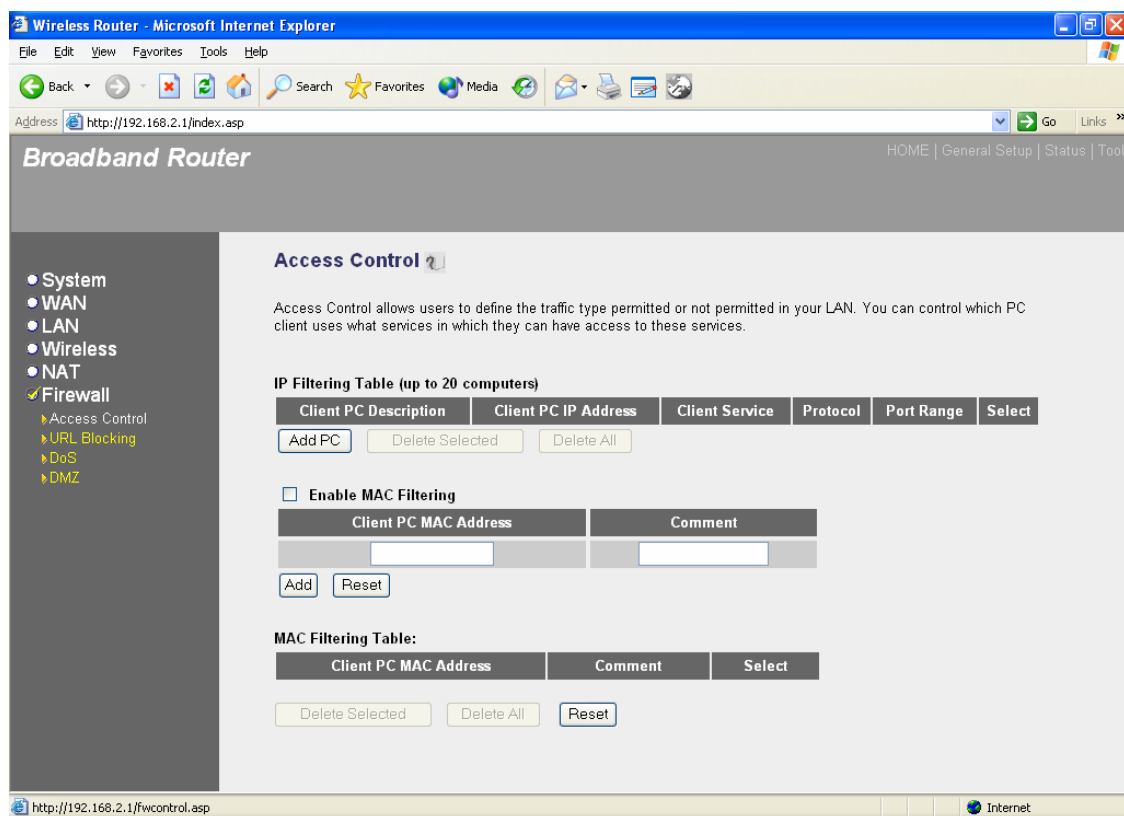 Wireless Router - Microsoft Internet Explorer
File Edit View Favorites Tools Help
Back Search Favorites Media
Address http://192.168.2.1/index.asp Go Links »
Broadband Router
HOME | General Setup | Status | Tool
System
WAN
LAN
Wireless
NAT
Firewall
Access Control
URL Blocking
DoS
DMZ
Access Control
Access Control allows users to define the traffic type permitted or not permitted in your LAN. You can control which PC
client uses what services in which they can have access to these services.
IP Filtering Table (up to 20 computers)
Client PC Description Client PC IP Address Client Service Protocol Port Range Select
Add PC Delete Selected Delete All
Enable MAC Filtering
Client PC MAC Address Comment
Add Reset
MAC Filtering Table:
Client PC MAC Address Comment Select
Delete Selected Delete All Reset
http://192.168.2.1/fwcontrol.asp Internet